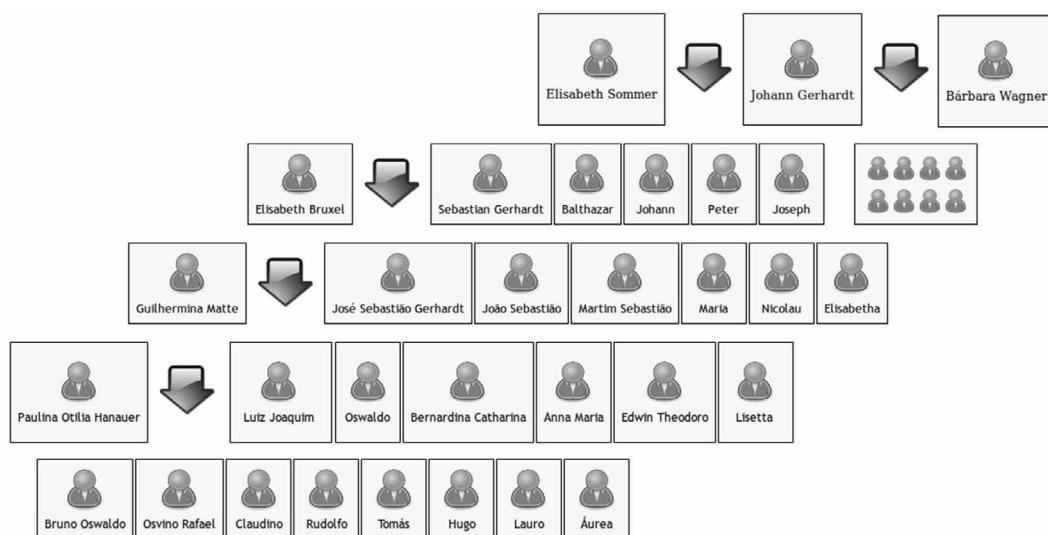 Elisabeth Sommer
Johann Gerhardt
Bárbara Wagner
Elisabeth Bruxel
Sebastian Gerhardt
Balthazar
Johann
Peter
Joseph
Guilhermina Matte
José Sebastião Gerhardt
João Sebastião
Martim Sebastião
Maria
Nicolau
Elisabetha
Paulina Otilia Hanauer
Luiz Joaquim
Oswaldo
Bernardina Catharina
Anna Maria
Edwin Theodoro
Lisetta
Bruno Oswaldo
Osvino Rafael
Claudino
Rudolfo
Tomás
Hugo
Lauro
Áurea